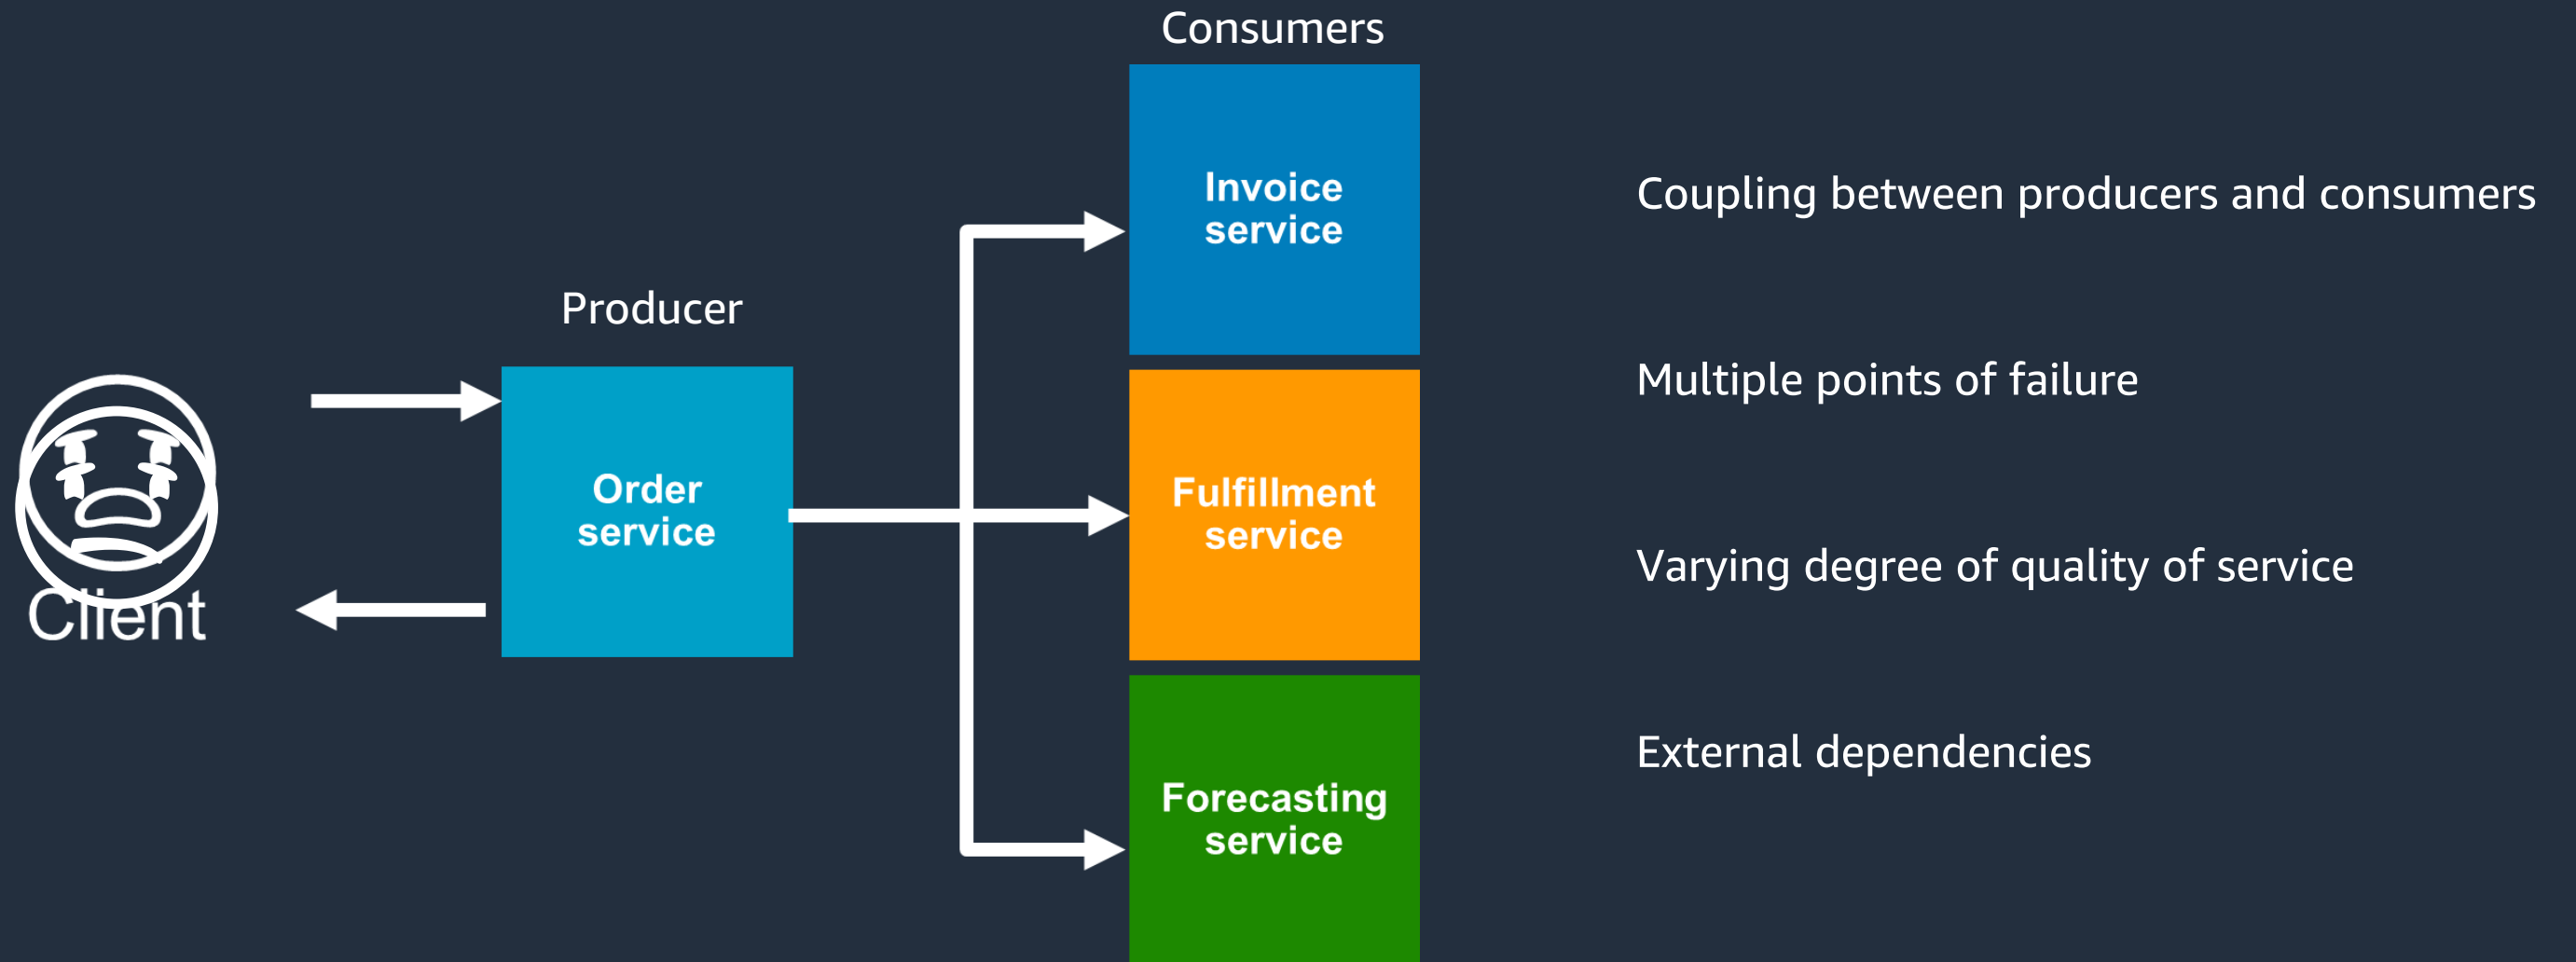 Consumers
Producer
Client
Order
service
Invoice
service
Fulfillment
service
Forecasting
service
Coupling between producers and consumers
Multiple points of failure
Varying degree of quality of service
External dependencies